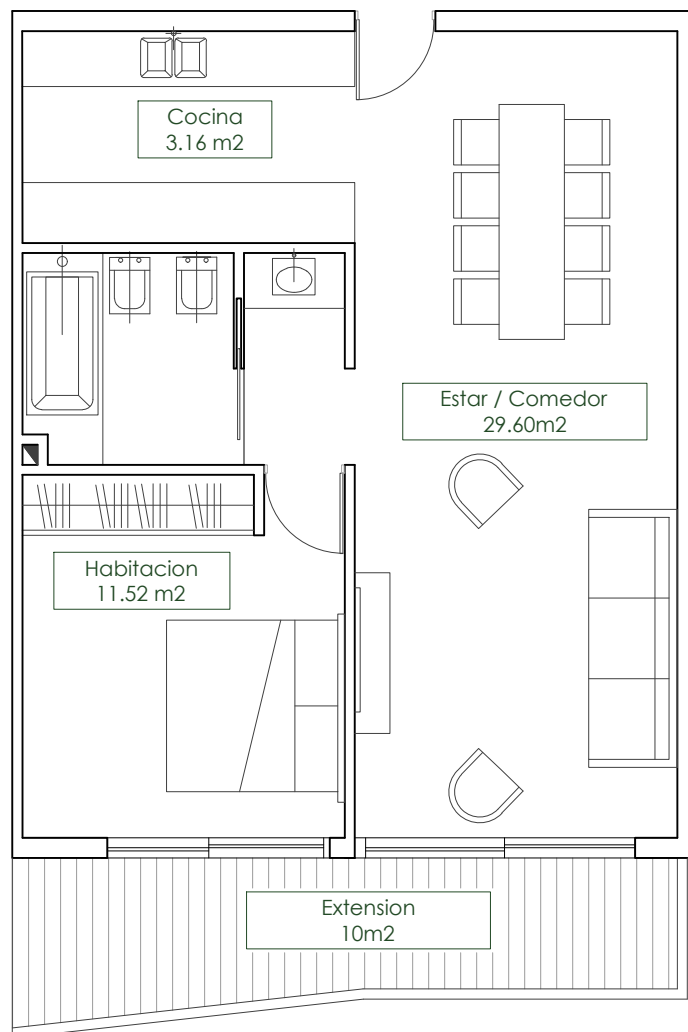 Cocina
3.16 m2
Estar / Comedor
29.60m2
Habitacion
11.52 m2
Extension
10m2